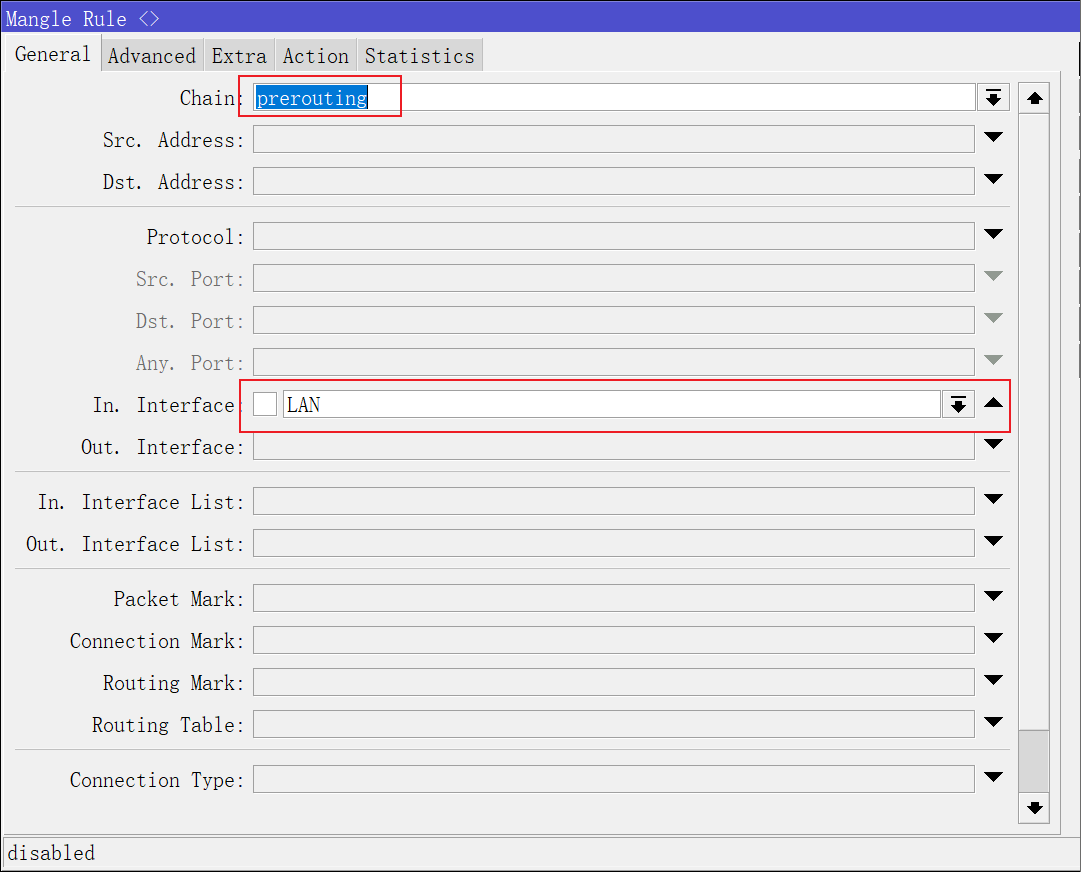 Mangle Rule <>
General Advanced Extra Action Statistics
Chain: prerouting
Src. Address:
Dst. Address:
Protocol:
Src. Port:
Dst. Port:
Any. Port:
In. Interface: LAN
Out. Interface:
In. Interface List:
Out. Interface List:
Packet Mark:
Connection Mark:
Routing Mark:
Routing Table:
Connection Type:
disabled